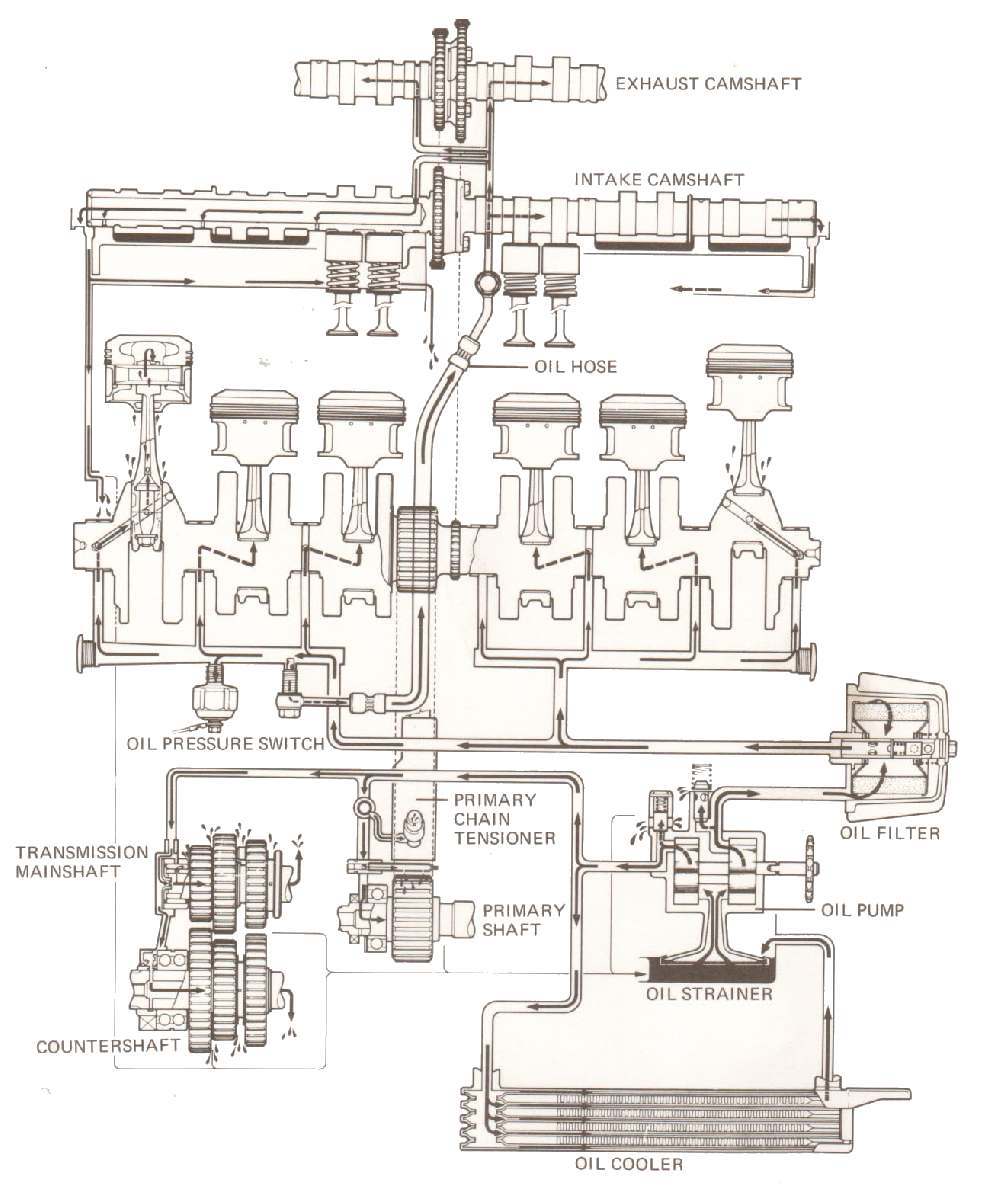 EXHAUST CAMSHAFT
INTAKE CAMSHAFT
OIL HOSE
OIL PRESSURE SWITCH
PRIMARY
CHAIN
TENSIONER
OIL FILTER
TRANSMISSION
MAINSHAFT
PRIMARY
SHAFT
OIL PUMP
OIL STRAINER
COUNTERSHAFT
OIL COOLER